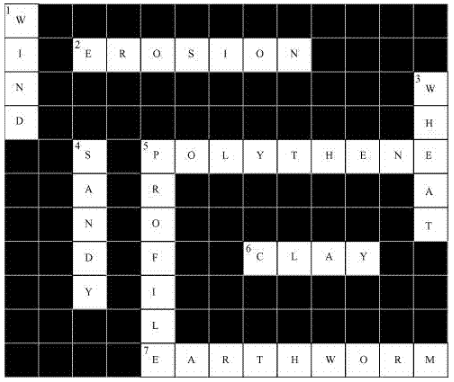 1 W
I 2 E R O S I O N
N 3 W
D H
4 S 5 P O L Y T H E N E
A R A
N O T
D F 6 C L A Y
Y I
L
7 E A R T H W O R M